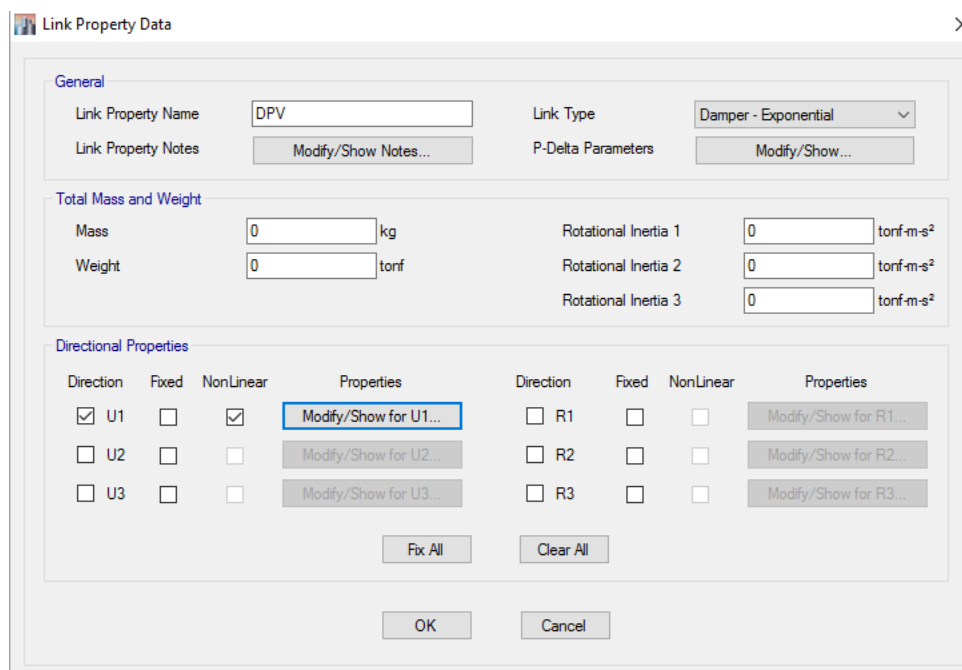 Link Property Data
General
Link Property Name DPV Link Type Damper - Exponential
Link Property Notes Modify/Show Notes... P-Delta Parameters Modify/Show...
Total Mass and Weight
Mass 0 kg Rotational Inertia 1 0 tonf-m-s²
Weight 0 tonf Rotational Inertia 2 0 tonf-m-s²
Rotational Inertia 3 0 tonf-m-s²
Directional Properties
Direction Fixed NonLinear Properties Direction Fixed NonLinear Properties
U1 Modify/Show for U1... R1 Modify/Show for R1...
U2 Modify/Show for U2... R2 Modify/Show for R2...
U3 Modify/Show for U3... R3 Modify/Show for R3...
Fix All Clear All
OK Cancel